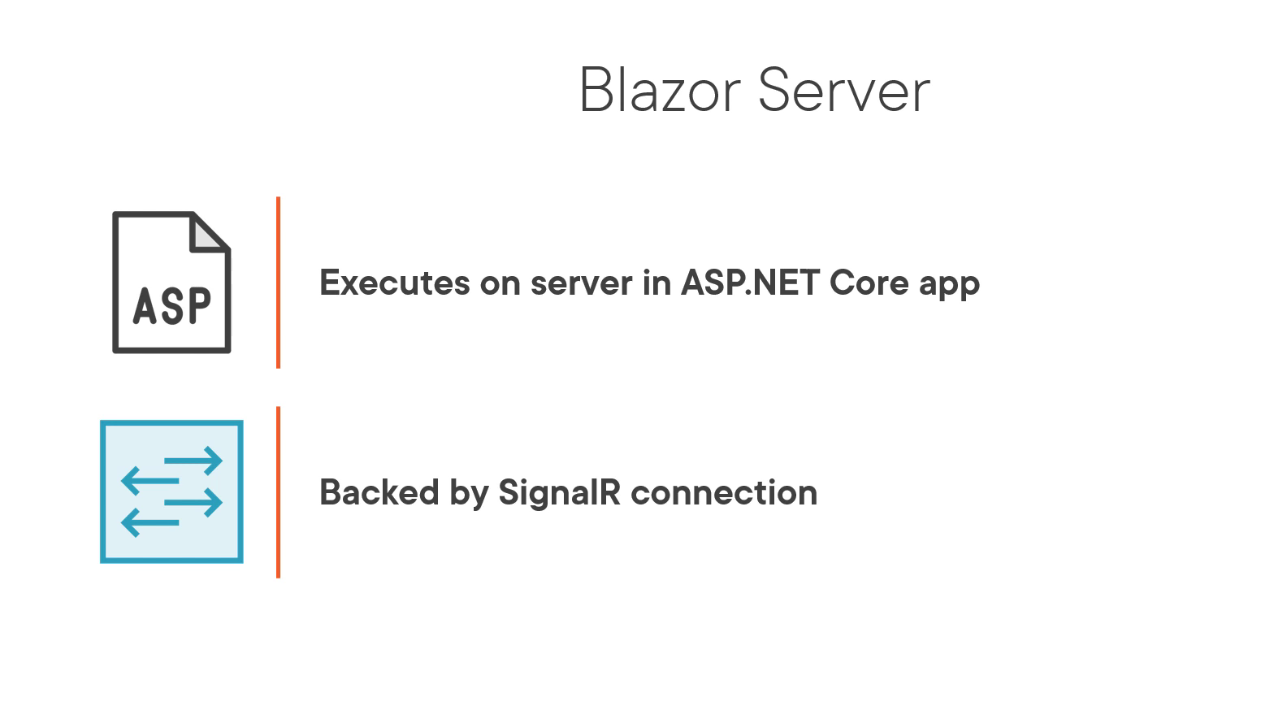 Blazor Server
ASP
Executes on server in ASP.NET Core app
Backed by SignalR connection